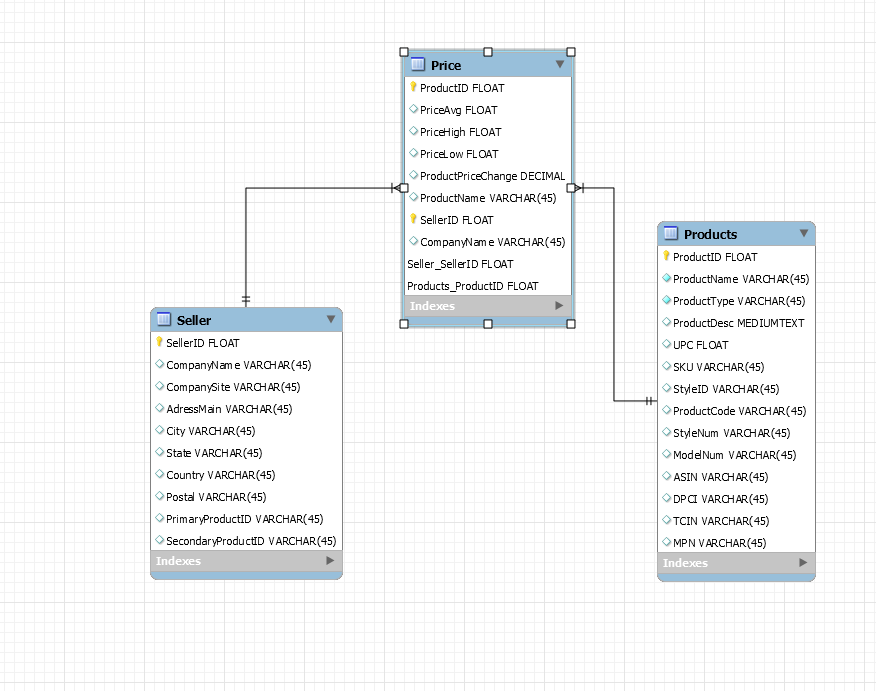 Price
ProductID FLOAT
PriceAvg FLOAT
PriceHigh FLOAT
PriceLow FLOAT
ProductPriceChange DECIMAL
ProductName VARCHAR(45)
SellerID FLOAT
CompanyName VARCHAR(45)
Seller_SellerID FLOAT
Products_ProductID FLOAT
Indexes
Seller
SellerID FLOAT
CompanyName VARCHAR(45)
CompanySite VARCHAR(45)
AdressMain VARCHAR(45)
City VARCHAR(45)
State VARCHAR(45)
Country VARCHAR(45)
Postal VARCHAR(45)
PrimaryProductID VARCHAR(45)
SecondaryProductID VARCHAR(45)
Indexes
Products
ProductID FLOAT
ProductName VARCHAR(45)
ProductType VARCHAR(45)
ProductDesc MEDIUMTEXT
UPC FLOAT
SKU VARCHAR(45)
StyleID VARCHAR(45)
ProductCode VARCHAR(45)
StyleNum VARCHAR(45)
ModelNum VARCHAR(45)
ASIN VARCHAR(45)
DPCI VARCHAR(45)
TCIN VARCHAR(45)
MPN VARCHAR(45)
Indexes